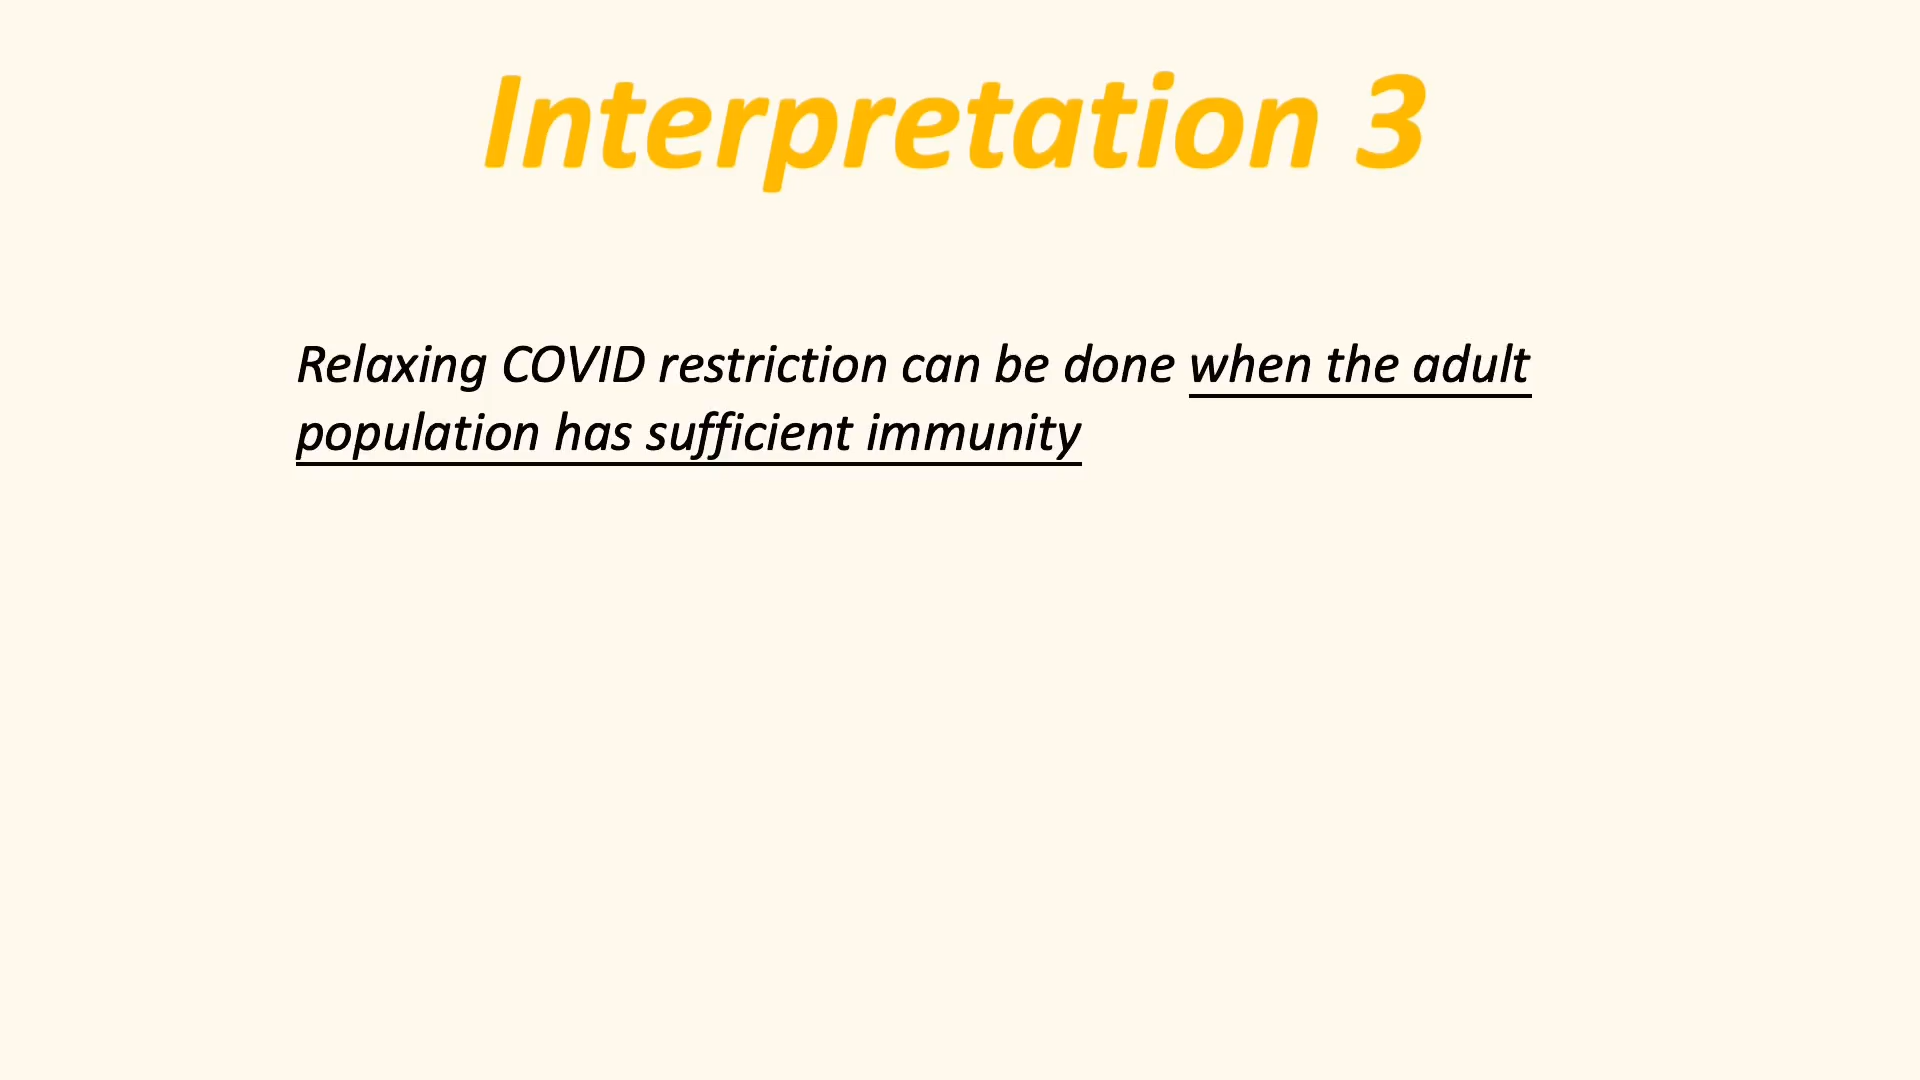 Interpretation 3
Relaxing COVID restriction can be done when the adult
population has sufficient immunity